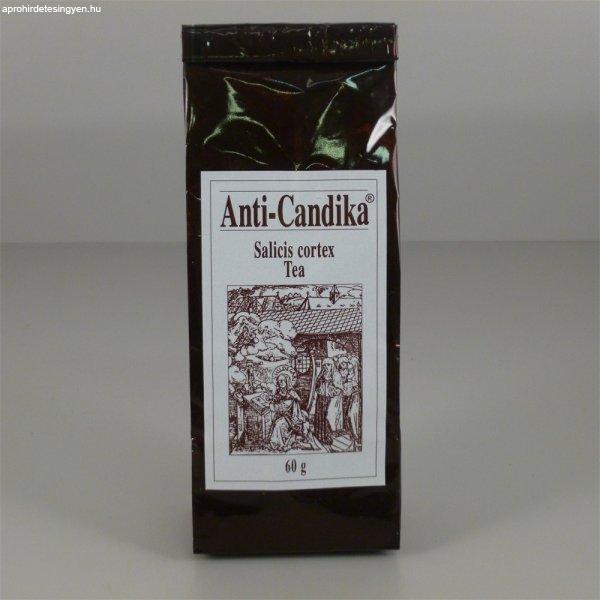 aprohirdetesingyen.hu
Anti-Candika®
Salicis cortex
Tea
60 g